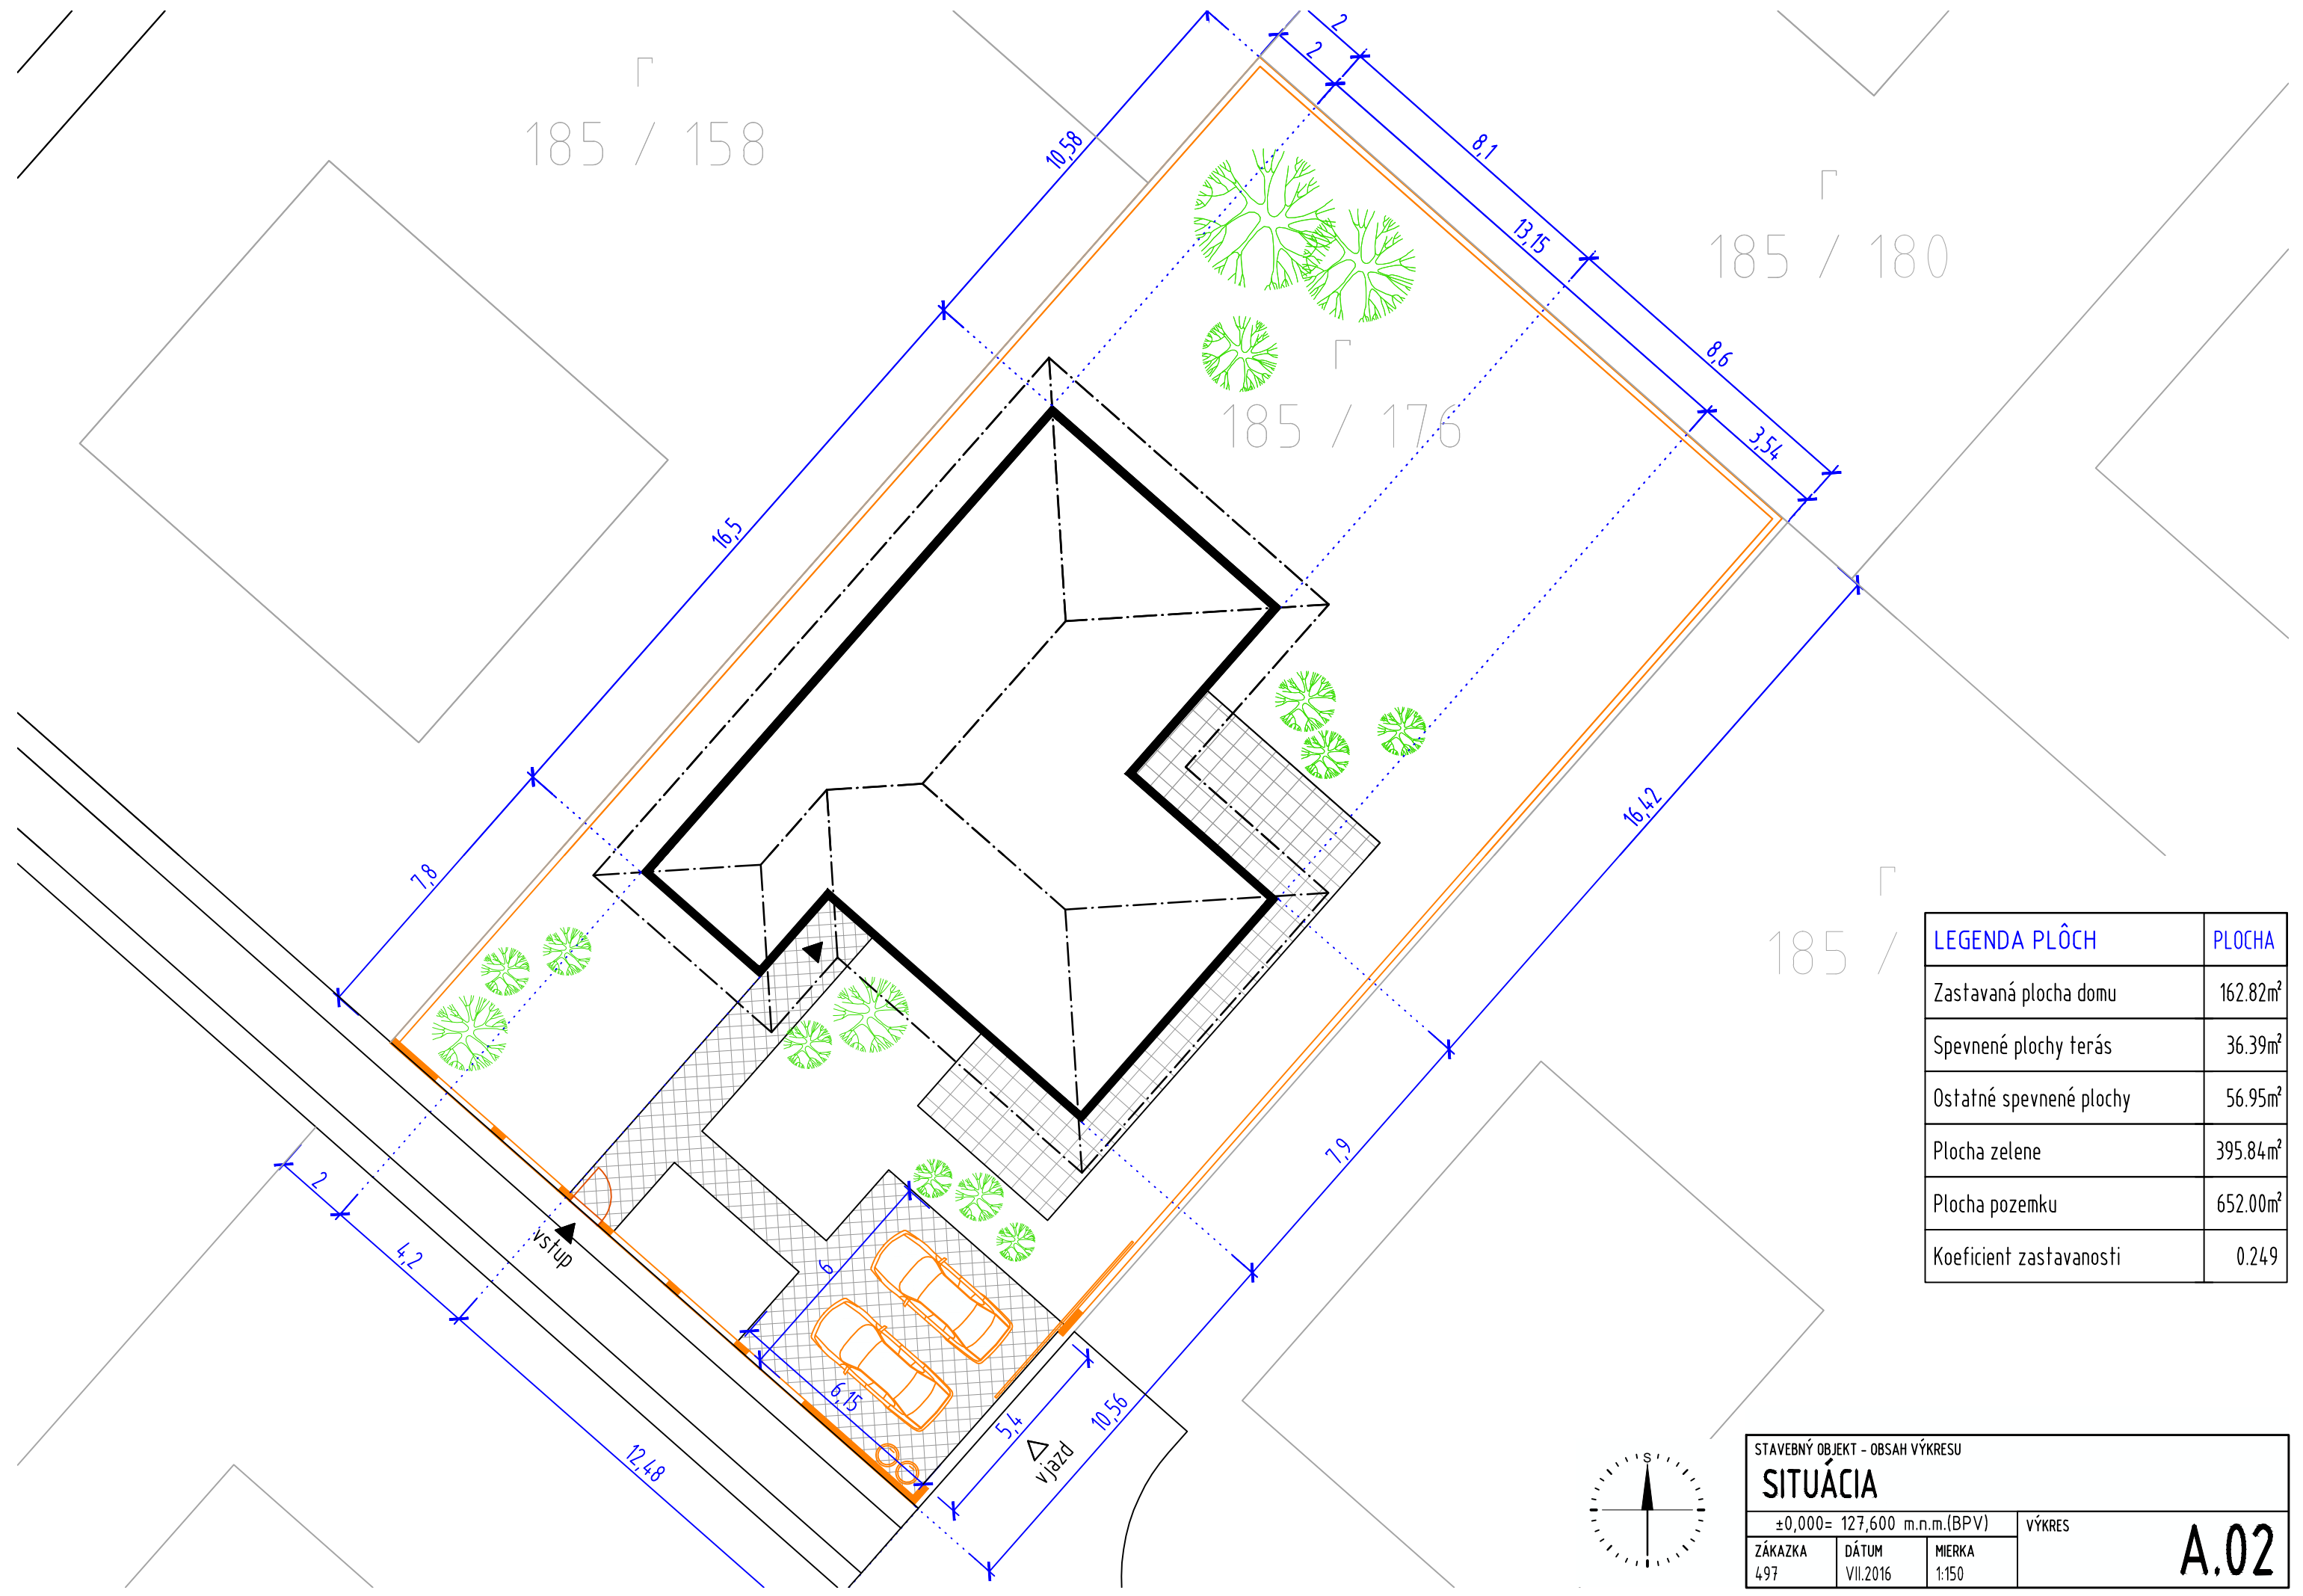 2
2
185 / 158
10,58
8,1
13,15
185 / 180
8,6
185 / 176
3,54
16,5
16,42
7,8
185 /
LEGENDA PLÔCH PLOCHA
Zastavaná plocha domu 162.82m²
Spevnené plochy terás 36.39m²
Ostatné spevnené plochy 56.95m²
Plocha zelene 395.84m²
Plocha pozemku 652.00m²
Koeficient zastavanosti 0.249
7,9
2
4,2
vstup
6
6,15
5,4
10,56
vjazd
12,48
S
STAVEBNÝ OBJEKT - OBSAH VÝKRESU
SITUÁCIA
±0,000= 127,600 m.n.m.(BPV)
VÝKRES
A.02
ZÁKAZKA
497
DÁTUM
VII.2016
MIERKA
1:150